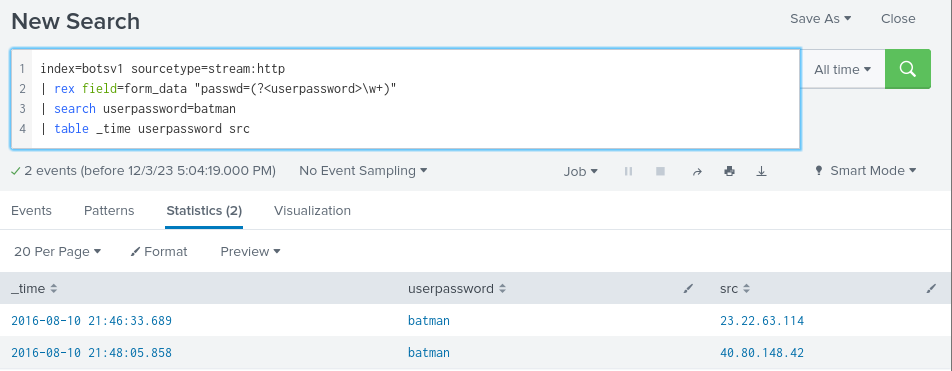 New Search
Save As Close
1 index=botsv1 sourcetype=stream:http
2 | rex field=form_data "passwd=(?<userpassword>\w+)"
3 | search userpassword=batman
4 | table _time userpassword src
All time
2 events (before 12/3/23 5:04:19.000 PM) No Event Sampling Job Smart Mode
Events Patterns Statistics (2) Visualization
20 Per Page Format Preview
_time userpassword src
2016-08-10 21:46:33.689 batman 23.22.63.114
2016-08-10 21:48:05.858 batman 40.80.148.42